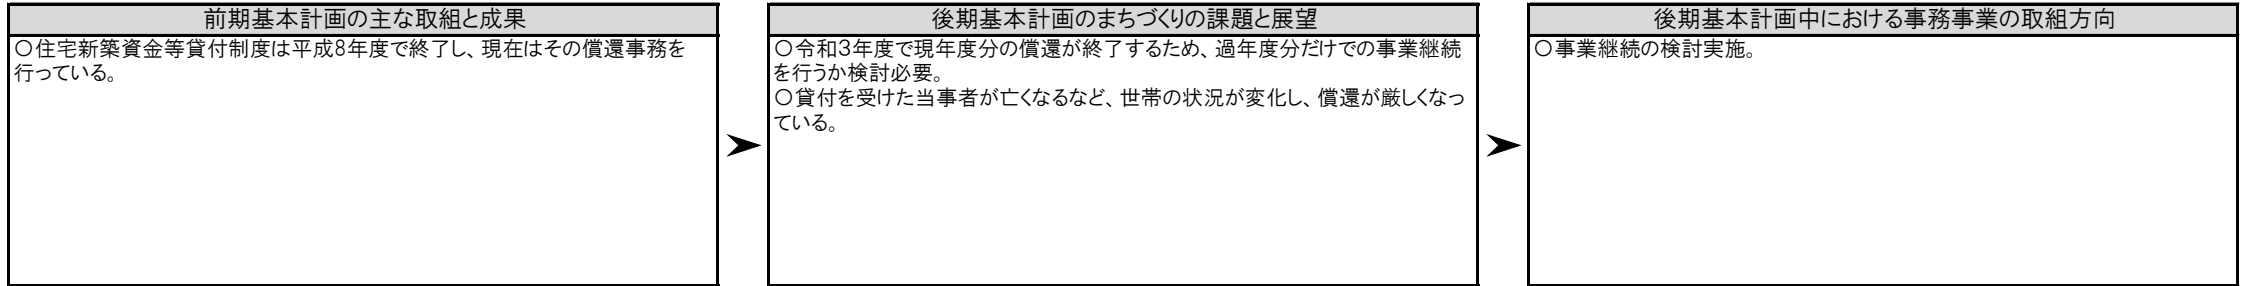 前期基本計画の主な取組と成果
○住宅新築資金等貸付制度は平成8年度で終了し、現在はその償還事務を
行っている。
後期基本計画のまちづくりの課題と展望
○令和3年度で現年度分の償還が終了するため、過年度分だけでの事業継続
を行うか検討必要。
○貸付を受けた当事者が亡くなるなど、世帯の状況が変化し、償還が厳しくなっ
ている。
後期基本計画中における事務事業の取組方向
○事業継続の検討実施。